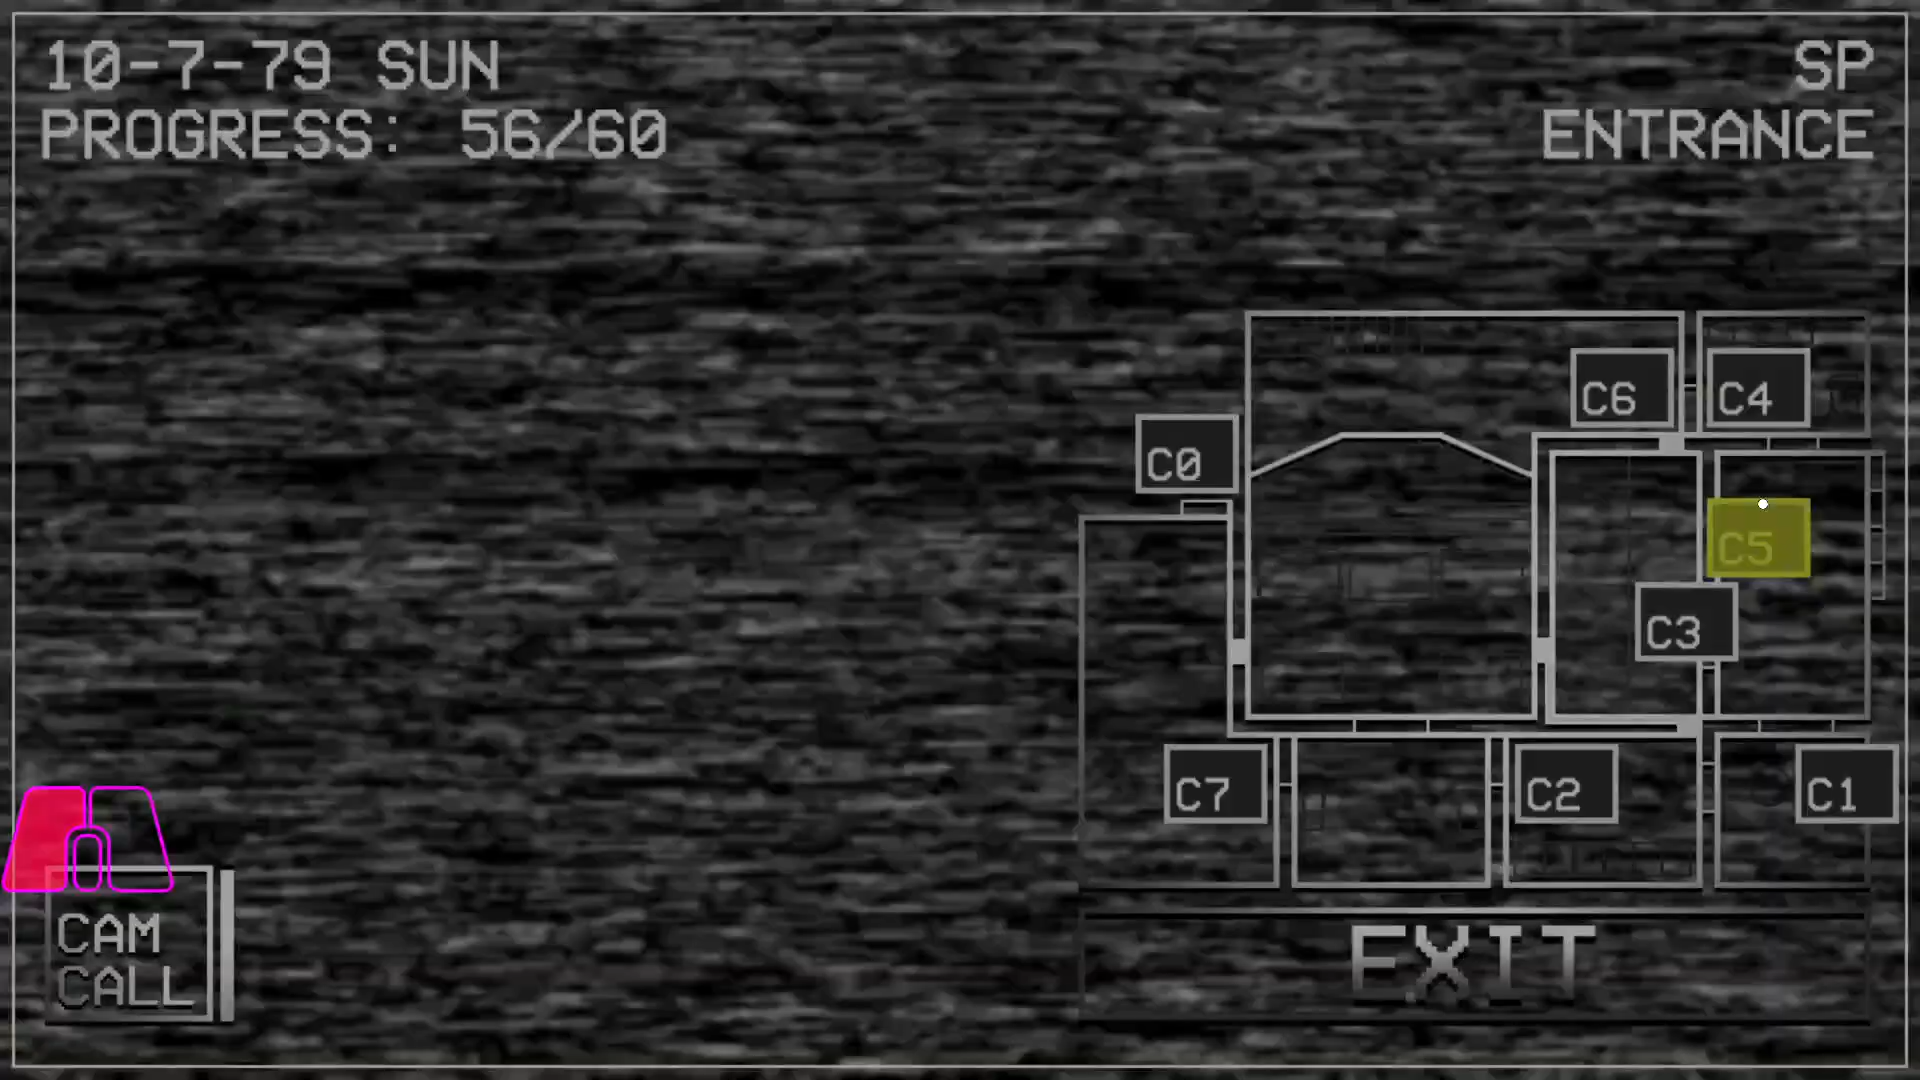 10-7-79 SUN
PROGRESS: 56/60
SP
ENTRANCE
C6
C4
C0
C5
C3
C7
C2
C1
CAM
CALL
EXIT